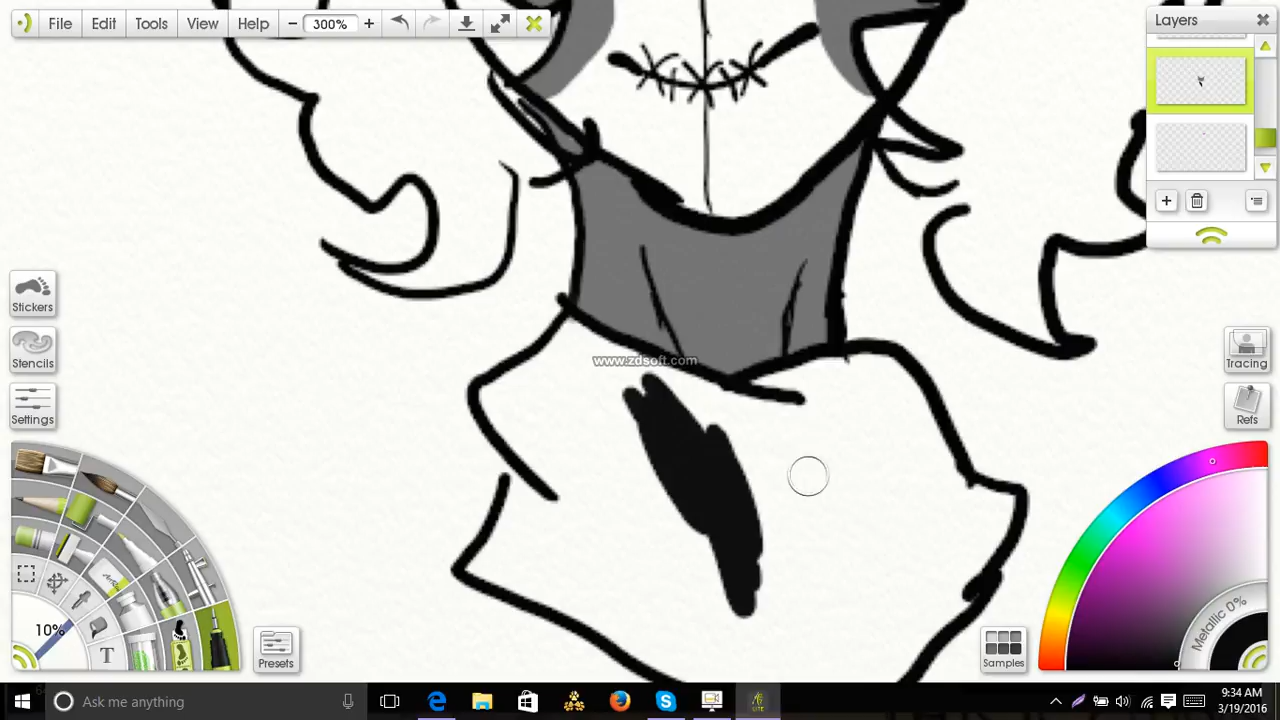 File Edit Tools View Help − 300% +
Layers
www.zdsoft.com
Stickers
Stencils
Settings
Tracing
Refs
10%
T
Presets
Metallic 0%
Samples
Ask me anything
9:34 AM
3/19/2016